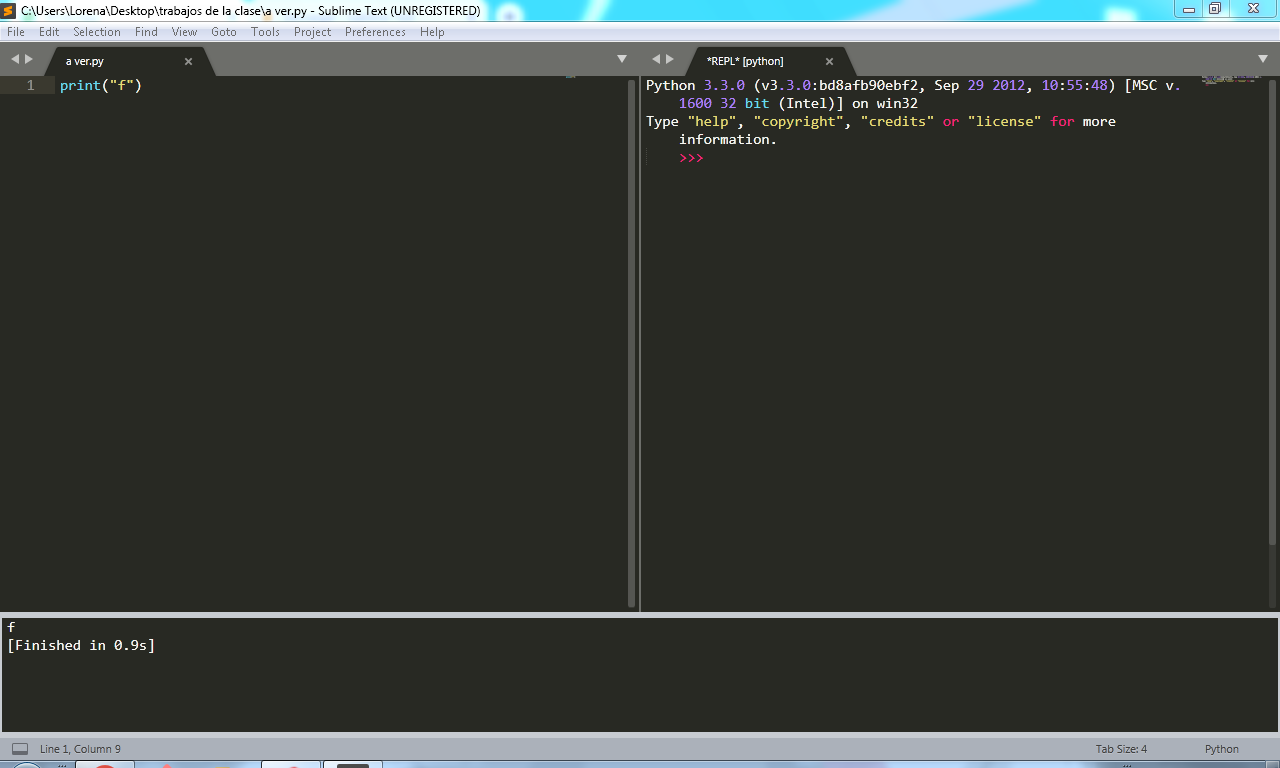 C:\Users\Lorena\Desktop\trabajos de la clase\a ver.py - Sublime Text (UNREGISTERED)
File Edit Selection Find View Goto Tools Project Preferences Help
a ver.py
*REPL* [python]
1 print("f")
Python 3.3.0 (v3.3.0:bd8afb90ebf2, Sep 29 2012, 10:55:48) [MSC v.
1600 32 bit (Intel)] on win32
Type "help", "copyright", "credits" or "license" for more
information.
>>>
f
[Finished in 0.9s]
Line 1, Column 9
Tab Size: 4
Python